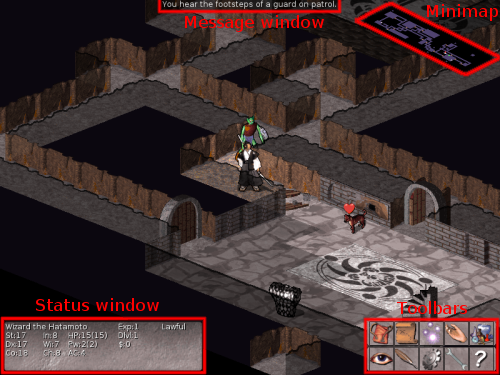 You hear the footsteps of a guard on patrol.
Minimap
Message window
Status window
Toolbars
Wizard the Hatamoto Exp:1 Lawful
St:17 In:8 HP:15(15) Dlvl:1
Dx:17 Wi:7 Pw:2(2) $:0
Co:18 Ch:8 AC:4
?